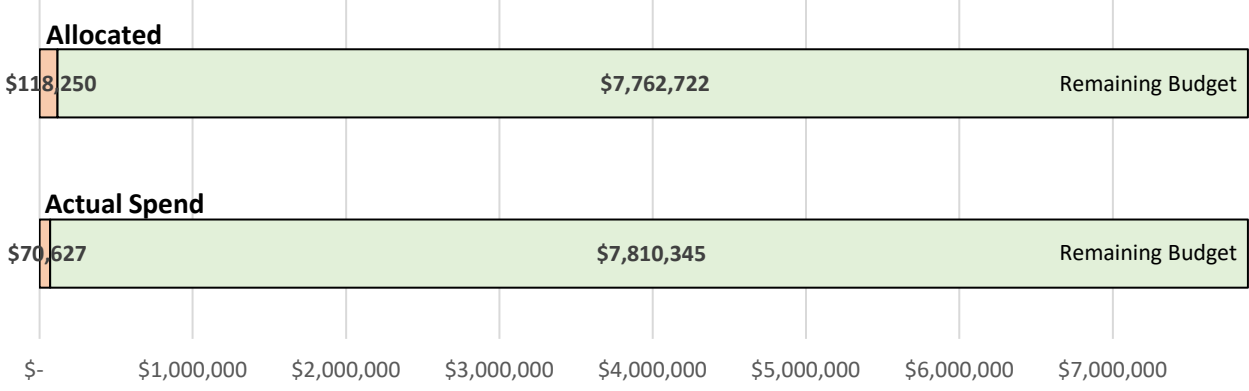 Allocated
$118,250 $7,762,722 Remaining Budget
Actual Spend
$70,627 $7,810,345 Remaining Budget
$- $1,000,000 $2,000,000 $3,000,000 $4,000,000 $5,000,000 $6,000,000 $7,000,000